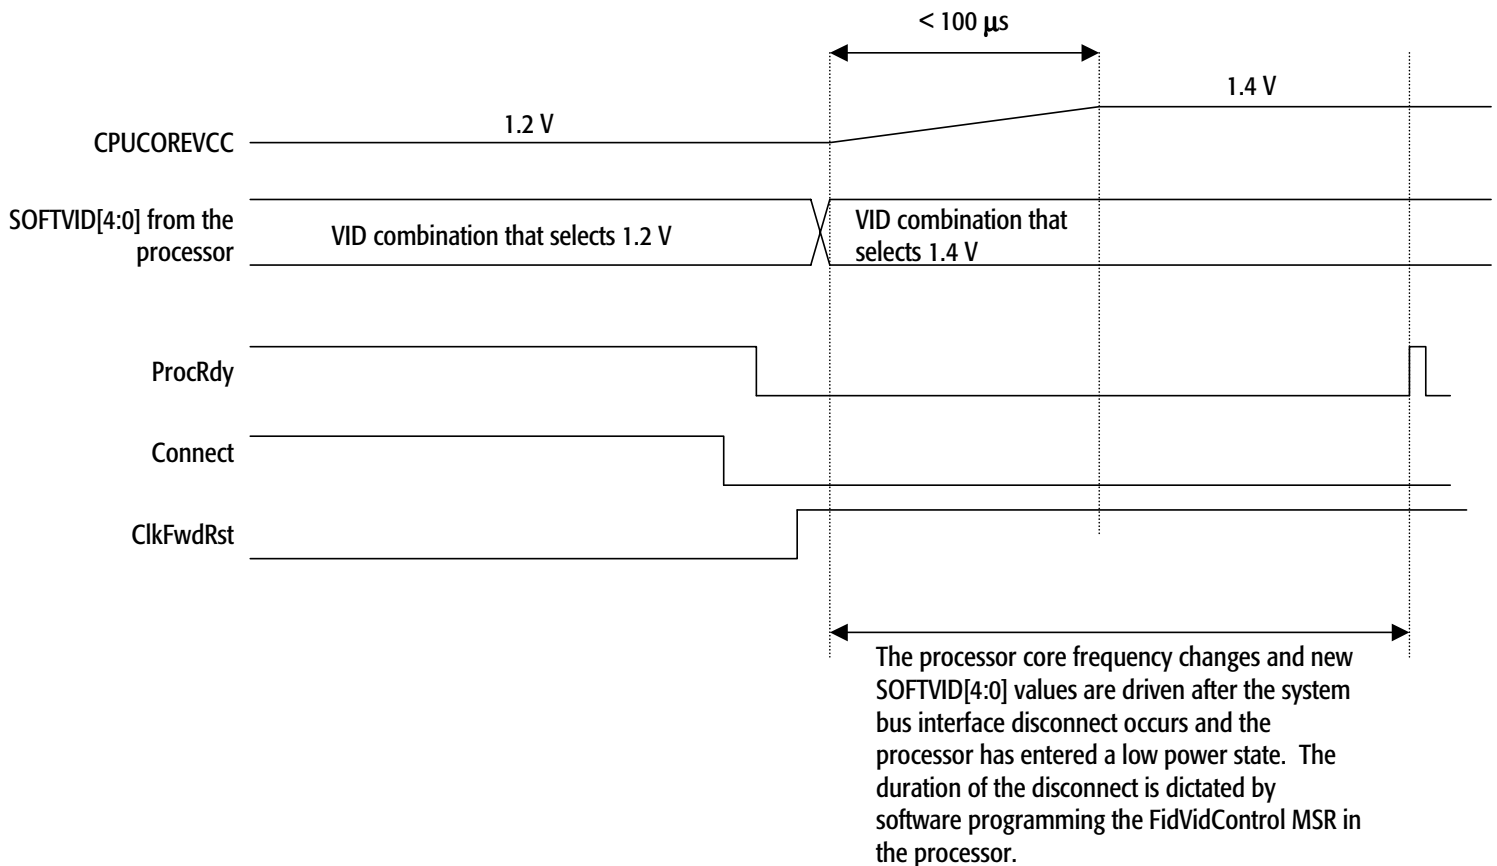 < 100 µs
1.4 V
1.2 V
CPUCOREVCC
SOFTVID[4:0] from the
processor
VID combination that selects 1.2 V
VID combination that
selects 1.4 V
ProcRdy
Connect
ClkFwdRst
The processor core frequency changes and new
SOFTVID[4:0] values are driven after the system
bus interface disconnect occurs and the
processor has entered a low power state.  The
duration of the disconnect is dictated by
software programming the FidVidControl MSR in
the processor.